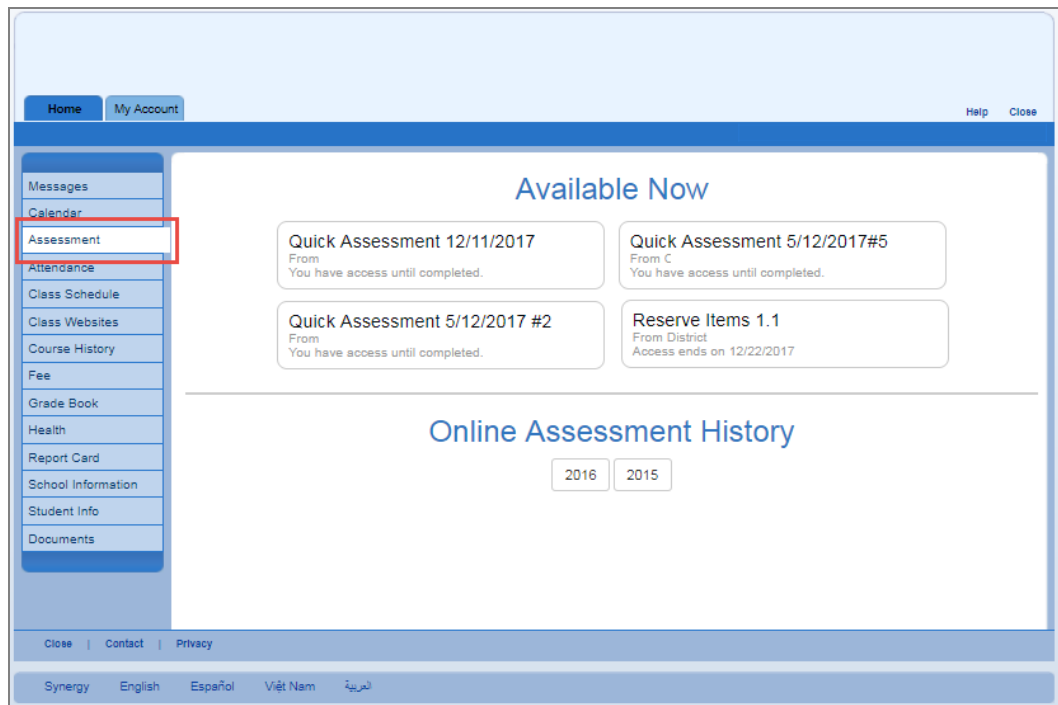 Home
My Account
Help
Close
Messages
Calendar
Assessment
Attendance
Class Schedule
Class Websites
Course History
Fee
Grade Book
Health
Report Card
School Information
Student Info
Documents
Available Now
Quick Assessment 12/11/2017
From
You have access until completed.
Quick Assessment 5/12/2017#5
From C
You have access until completed.
Quick Assessment 5/12/2017 #2
From
You have access until completed.
Reserve Items 1.1
From District
Access ends on 12/22/2017
Online Assessment History
2016
2015
Close | Contact | Privacy
Synergy English Español Việt Nam العربية